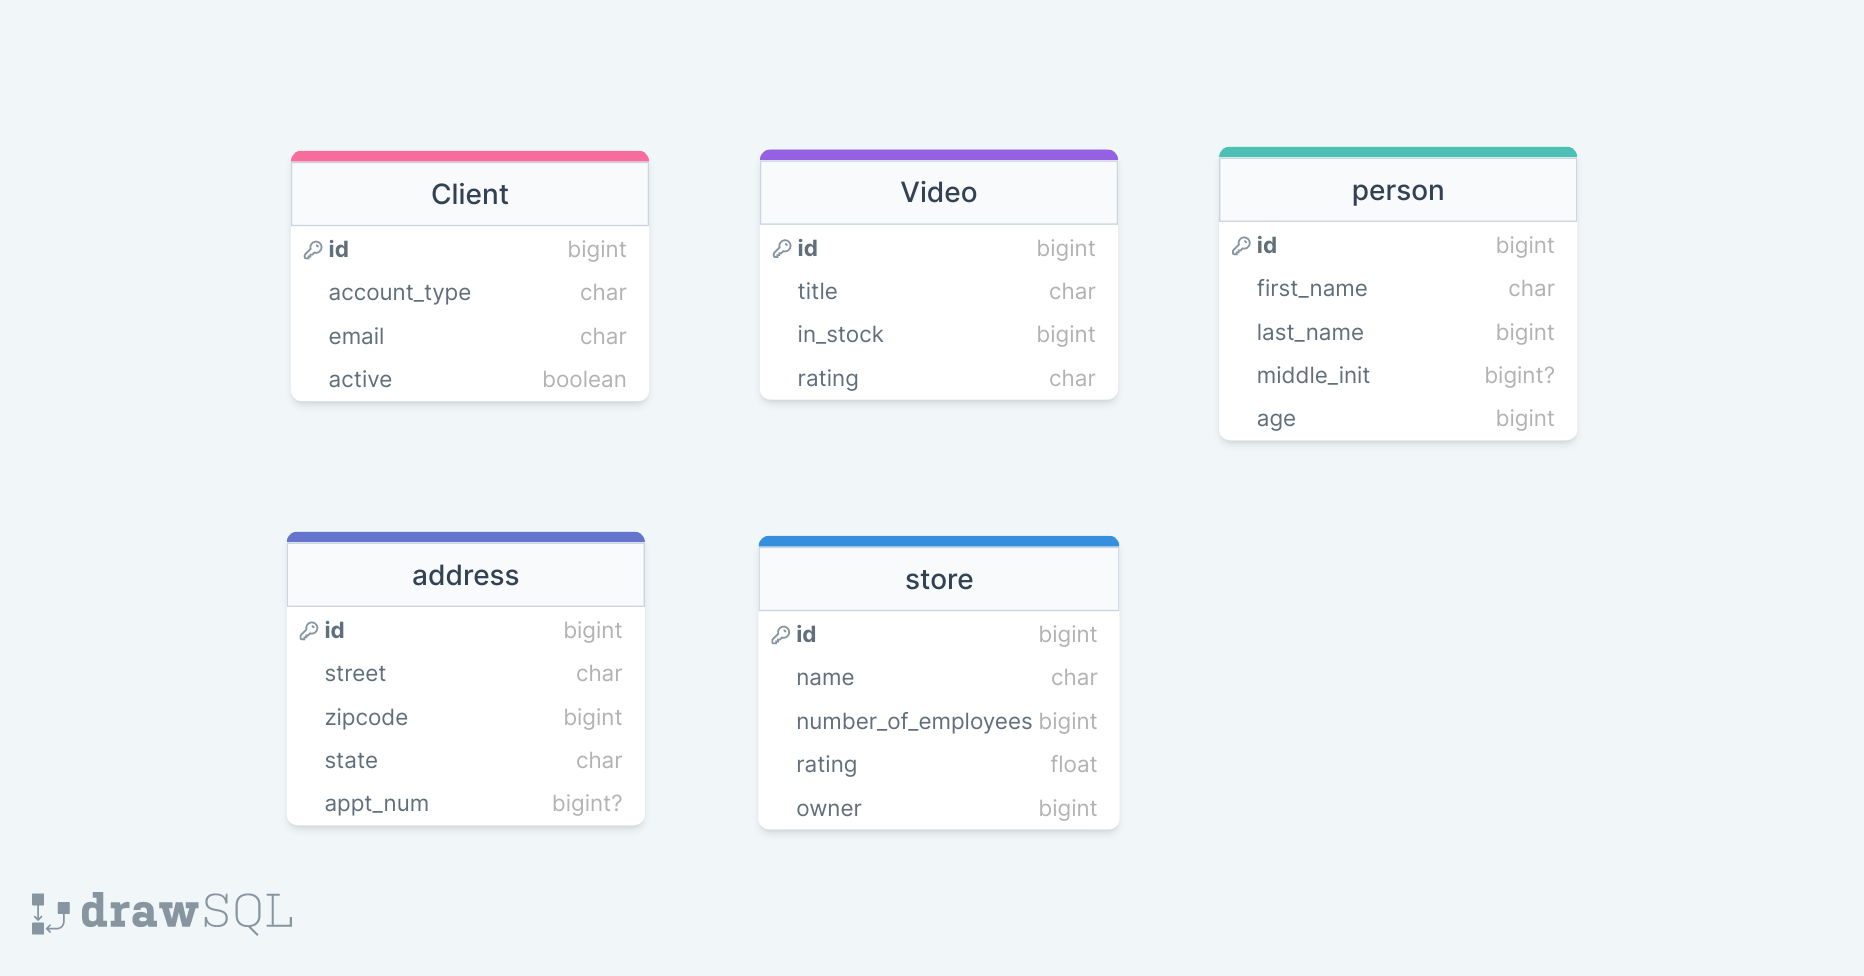 Client
id bigint
account_type char
email char
active boolean
Video
id bigint
title char
in_stock bigint
rating char
person
id bigint
first_name char
last_name bigint
middle_init bigint?
age bigint
address
id bigint
street char
zipcode bigint
state char
appt_num bigint?
store
id bigint
name char
number_of_employees bigint
rating float
owner bigint
drawSQL